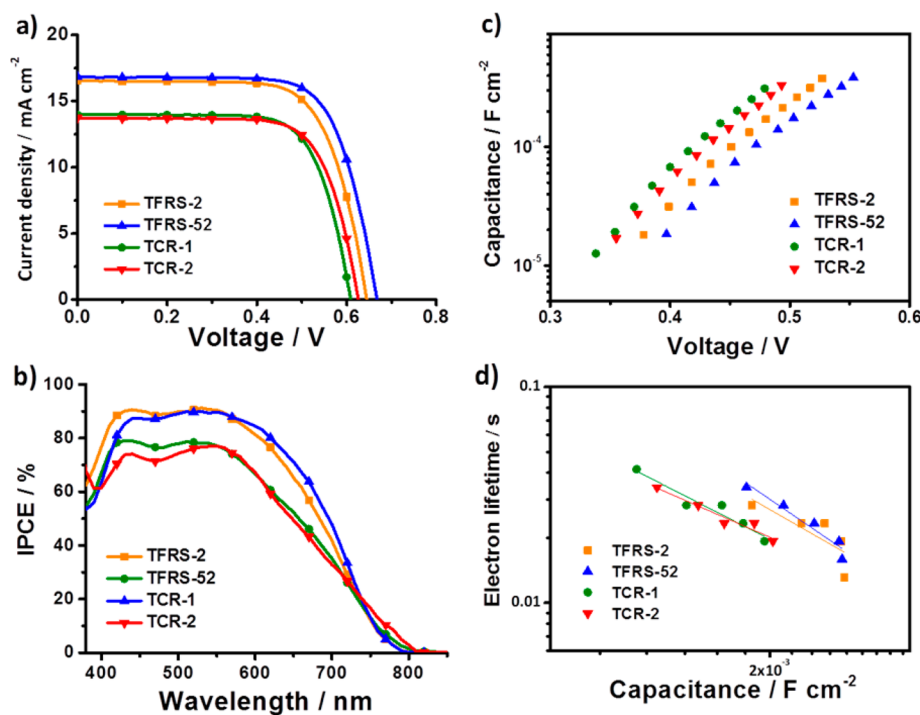 a)
Current density / mA cm-2
20
15
10
5
0
TFRS-2
TFRS-52
TCR-1
TCR-2
0.0 0.2 0.4 0.6 0.8
Voltage / V
b)
IPCE / %
100
80
60
40
20
0
TFRS-2
TFRS-52
TCR-1
TCR-2
400 500 600 700 800
Wavelength / nm
c)
Capacitance / F cm-2
10-4
10-5
TFRS-2
TFRS-52
TCR-1
TCR-2
0.3 0.4 0.5 0.6
Voltage / V
d)
Electron lifetime / s
0.1
0.01
TFRS-2
TFRS-52
TCR-1
TCR-2
2x10-3
Capacitance / F cm-2